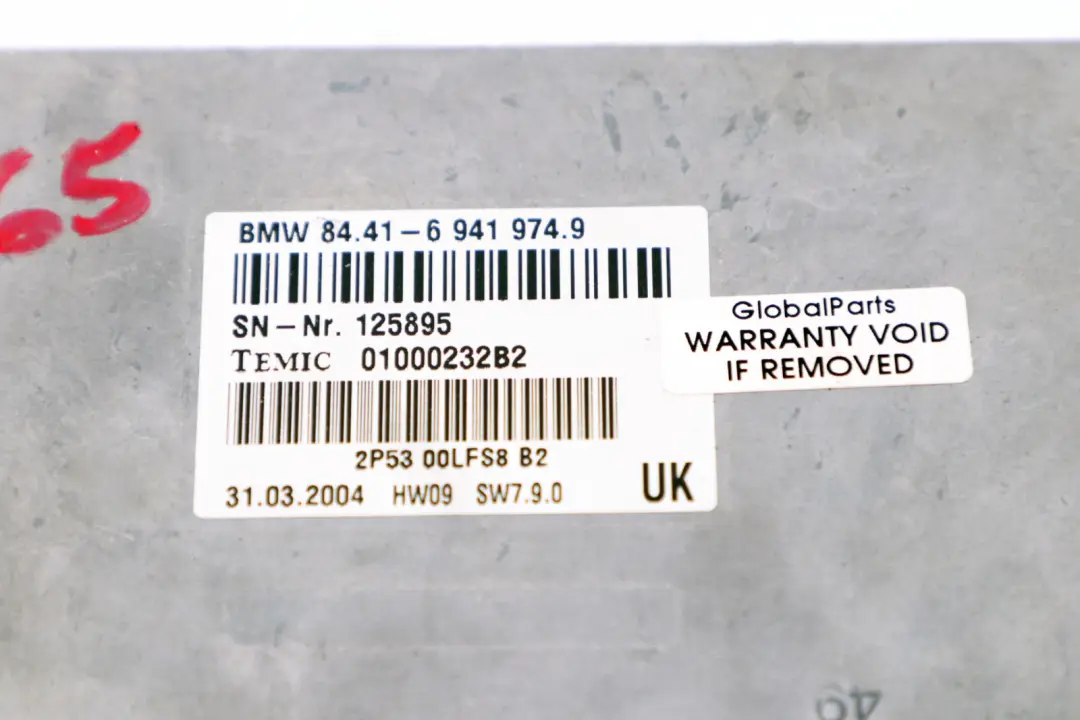 65
BMW 84.41-6 941 974.9
SN-Nr. 125895
TEMIC 01000232B2
2P53 00LFS8 B2
31.03.2004 HW09 SW7.9.0
UK
GlobalParts
WARRANTY VOID
IF REMOVED